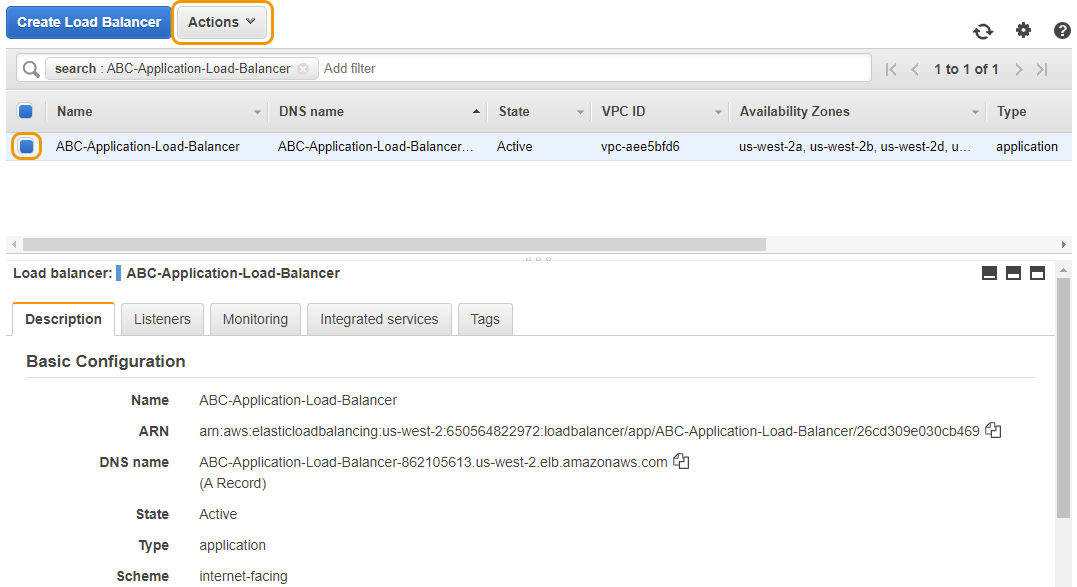 Create Load Balancer Actions
search : ABC-Application-Load-Balancer Add filter 1 to 1 of 1
Name DNS name State VPC ID Availability Zones Type
ABC-Application-Load-Balancer ABC-Application-Load-Balancer... Active vpc-aee5bfd6 us-west-2a, us-west-2b, us-west-2d, u... application
Load balancer: ABC-Application-Load-Balancer
Description Listeners Monitoring Integrated services Tags
Basic Configuration
Name ABC-Application-Load-Balancer
ARN arn:aws:elasticloadbalancing:us-west-2:650564822972:loadbalancer/app/ABC-Application-Load-Balancer/26cd309e030cb469
DNS name ABC-Application-Load-Balancer-862105613.us-west-2.elb.amazonaws.com
(A Record)
State Active
Type application
Scheme internet-facing